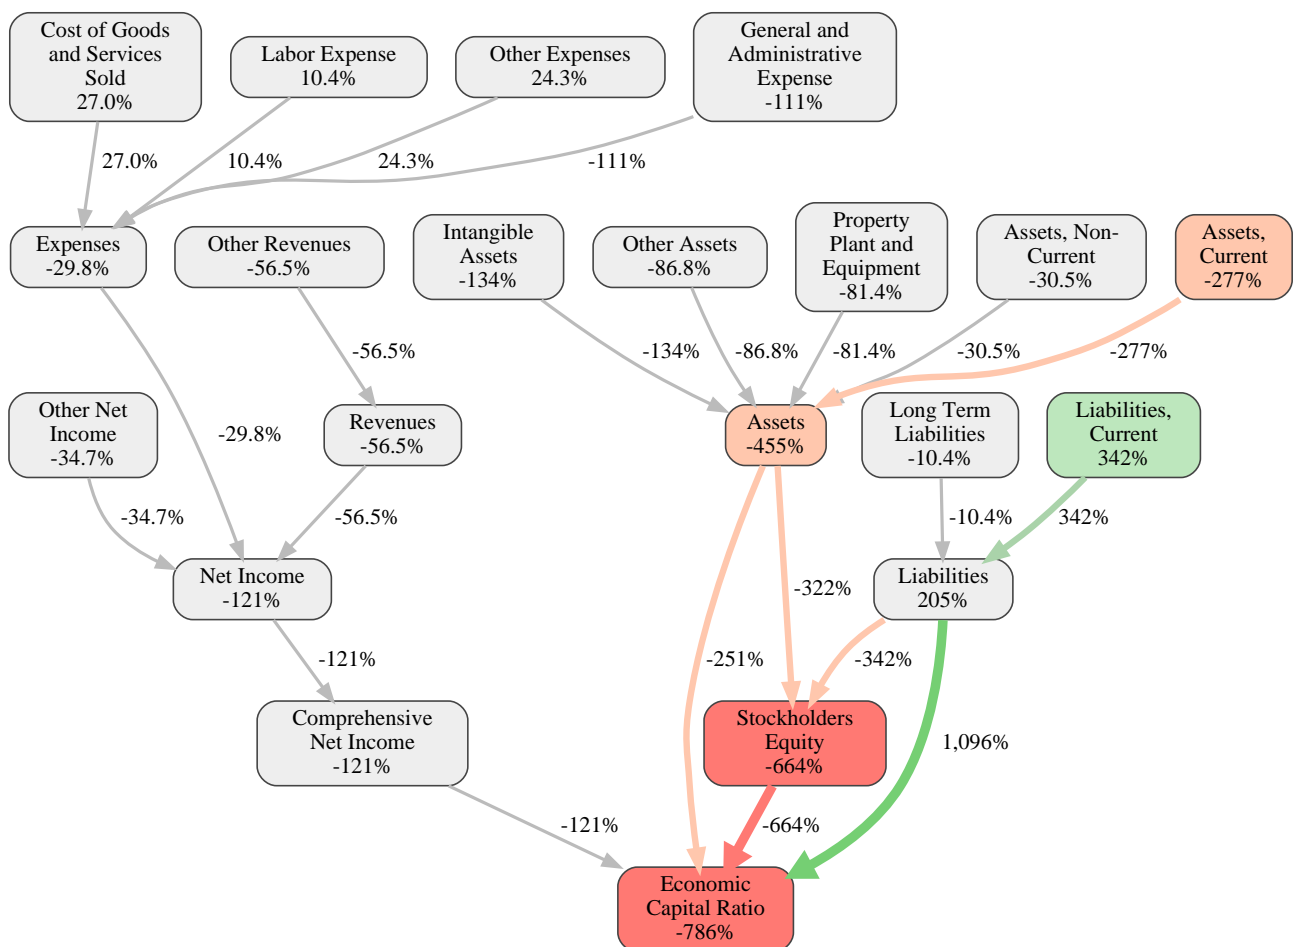 Cost of Goods
and Services
Sold
27.0%
Labor Expense
10.4%
Other Expenses
24.3%
General and
Administrative
Expense
-111%
27.0%
10.4%
24.3%
-111%
Expenses
-29.8%
Other Revenues
-56.5%
Intangible
Assets
-134%
Other Assets
-86.8%
Property
Plant and
Equipment
-81.4%
Assets, Non-
Current
-30.5%
Assets,
Current
-277%
-56.5%
-134%
-86.8%
-81.4%
-30.5%
-277%
Other Net
Income
-34.7%
-29.8%
Revenues
-56.5%
Assets
-455%
Long Term
Liabilities
-10.4%
Liabilities,
Current
342%
-34.7%
-56.5%
-10.4%
342%
Net Income
-121%
-322%
Liabilities
205%
-121%
-251%
-342%
Comprehensive
Net Income
-121%
Stockholders
Equity
-664%
1,096%
-121%
-664%
Economic
Capital Ratio
-786%